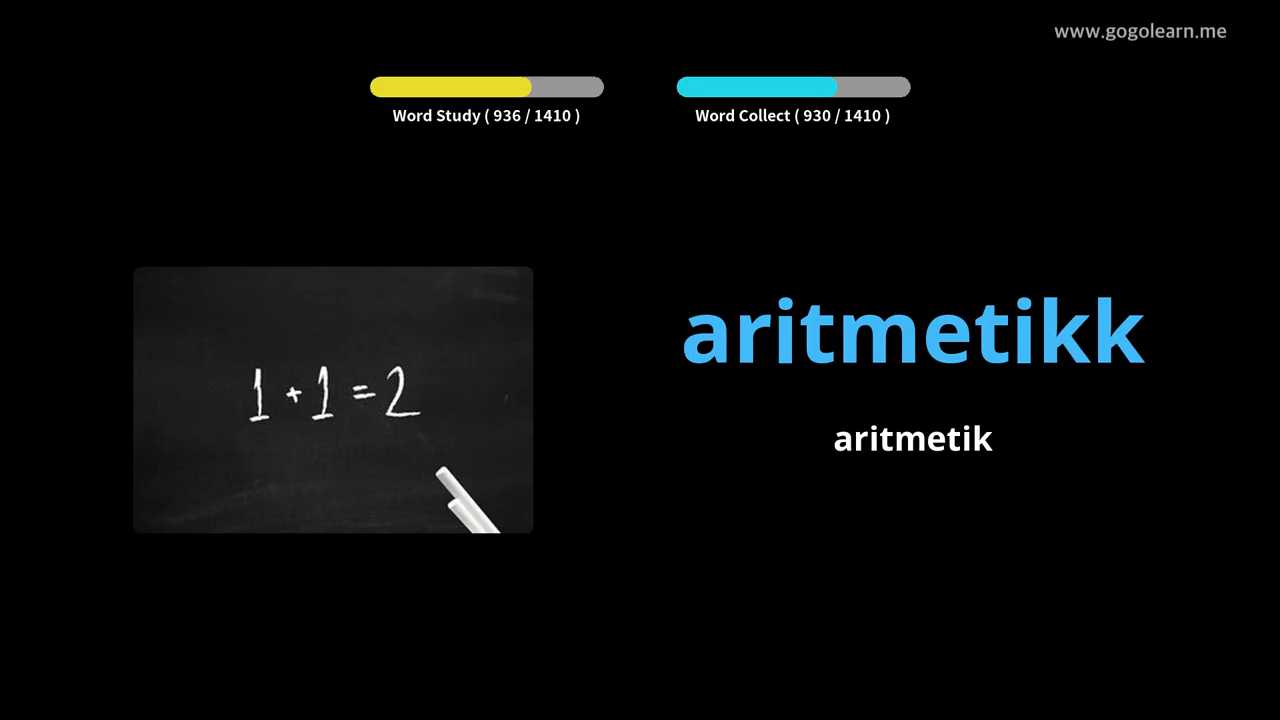 www.gogolearn.me
Word Study ( 936 / 1410 )
Word Collect ( 930 / 1410 )
1 + 1 = 2
aritmetikk
aritmetik